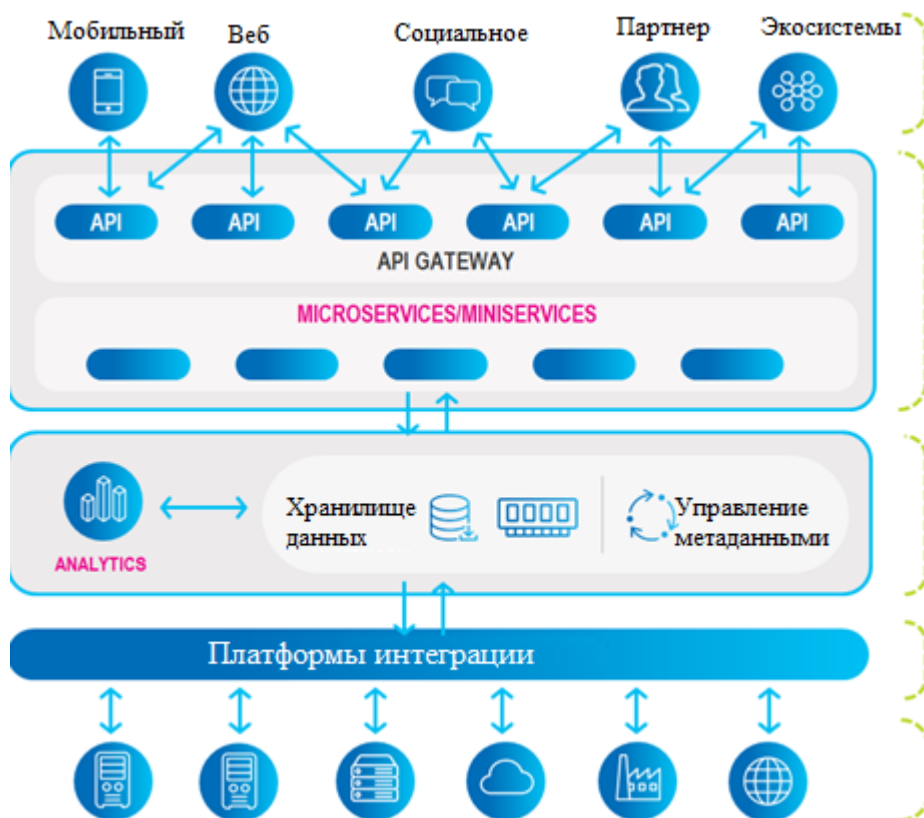 Мобильный
Веб
Социальное
Партнер
Экосистемы
API
API
API
API
API
API
API GATEWAY
MICROSERVICES/MINISERVICES
ANALYTICS
Хранилище
данных
Управление
метаданными
Платформы интеграции